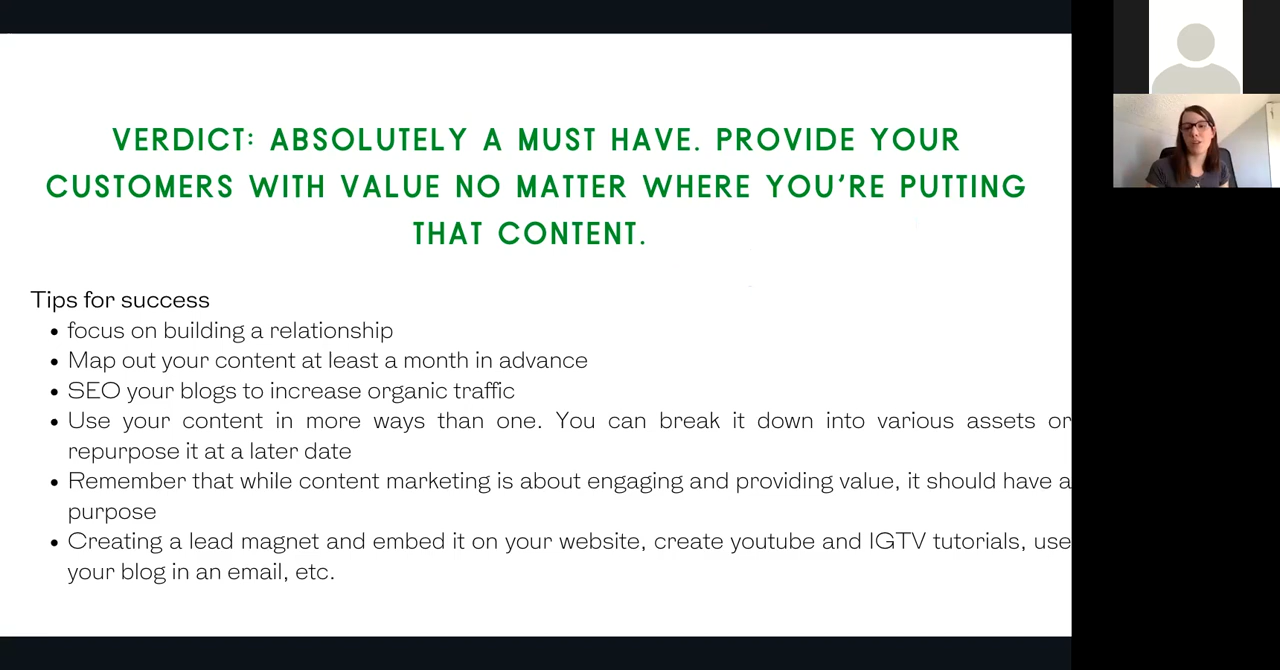 VERDICT: ABSOLUTELY A MUST HAVE. PROVIDE YOUR
CUSTOMERS WITH VALUE NO MATTER WHERE YOU'RE PUTTING
THAT CONTENT.
Tips for success
• focus on building a relationship
• Map out your content at least a month in advance
• SEO your blogs to increase organic traffic
• Use your content in more ways than one. You can break it down into various assets or
repurpose it at a later date
• Remember that while content marketing is about engaging and providing value, it should have a
purpose
• Creating a lead magnet and embed it on your website, create youtube and IGTV tutorials, use
your blog in an email, etc.